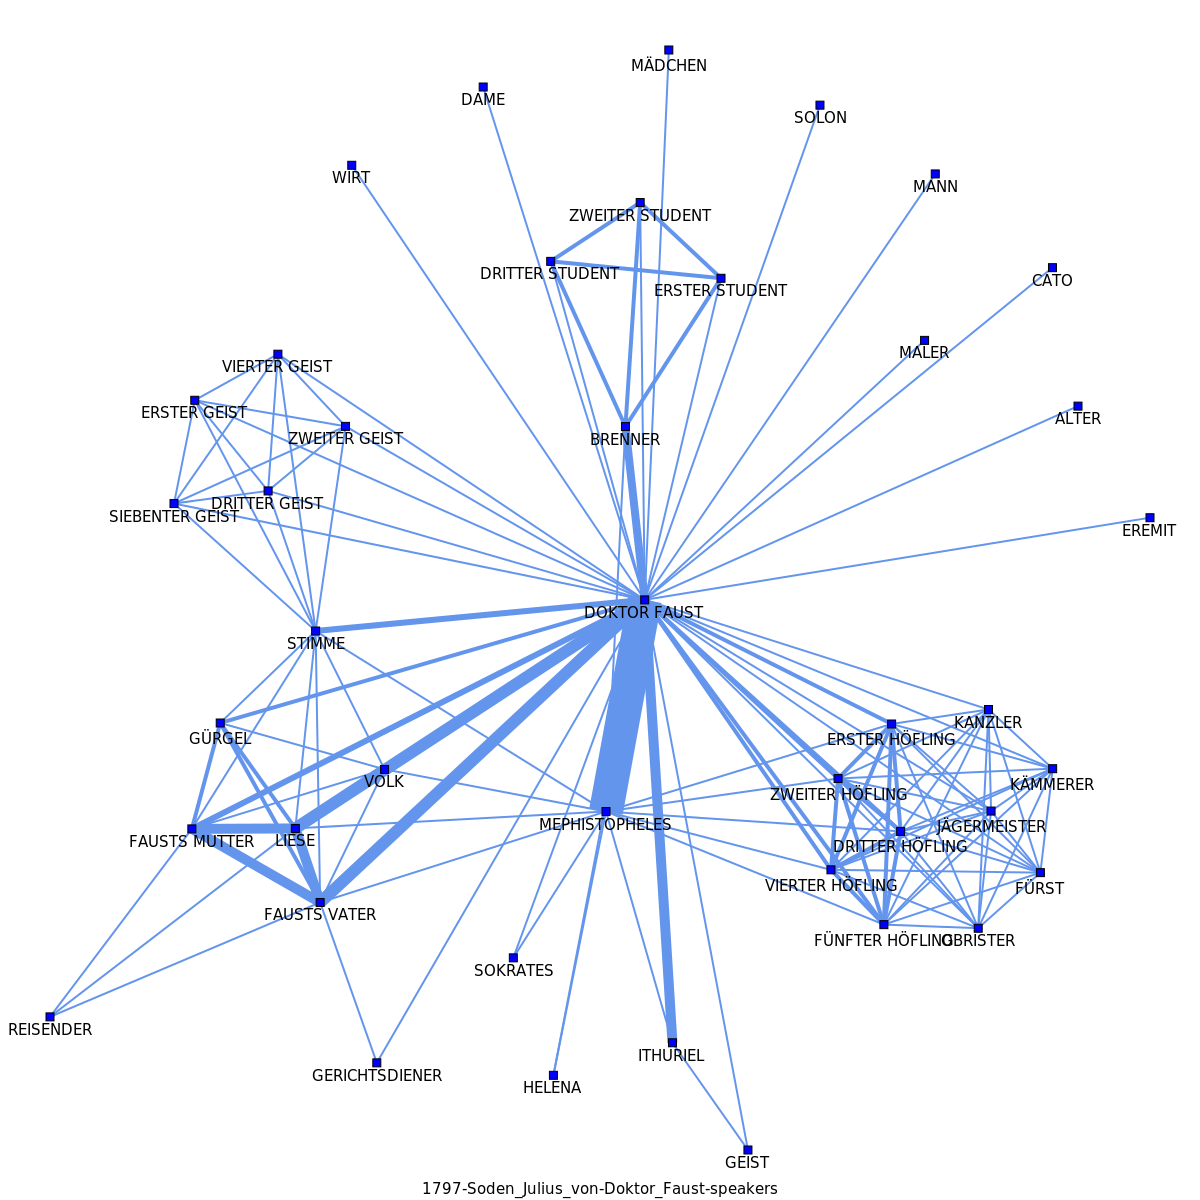 MÄDCHEN
DAME
SOLON
WIRT
MANN
ZWEITER STUDENT
DRITTER STUDENT
CATO
ERSTER STUDENT
MALER
VIERTER GEIST
ERSTER GEIST
ALTER
ZWEITER GEIST
BRENNER
DRITTER GEIST
SIEBENTER GEIST
EREMIT
DOKTOR FAUST
STIMME
KANZLER
GÜRGEL
ERSTER HÖFLING
VOLK
KÄMMERER
ZWEITER HÖFLING
MEPHISTOPHELES
JÄGERMEISTER
FAUSTS MUTTER
LIESE
DRITTER HÖFLING
VIERTER HÖFLING
FÜRST
FAUSTS VATER
FÜNFTER HÖFLING
OBRISTER
SOKRATES
REISENDER
ITHURIEL
GERICHTSDIENER
HELENA
GEIST
1797-Soden_Julius_von-Doktor_Faust-speakers